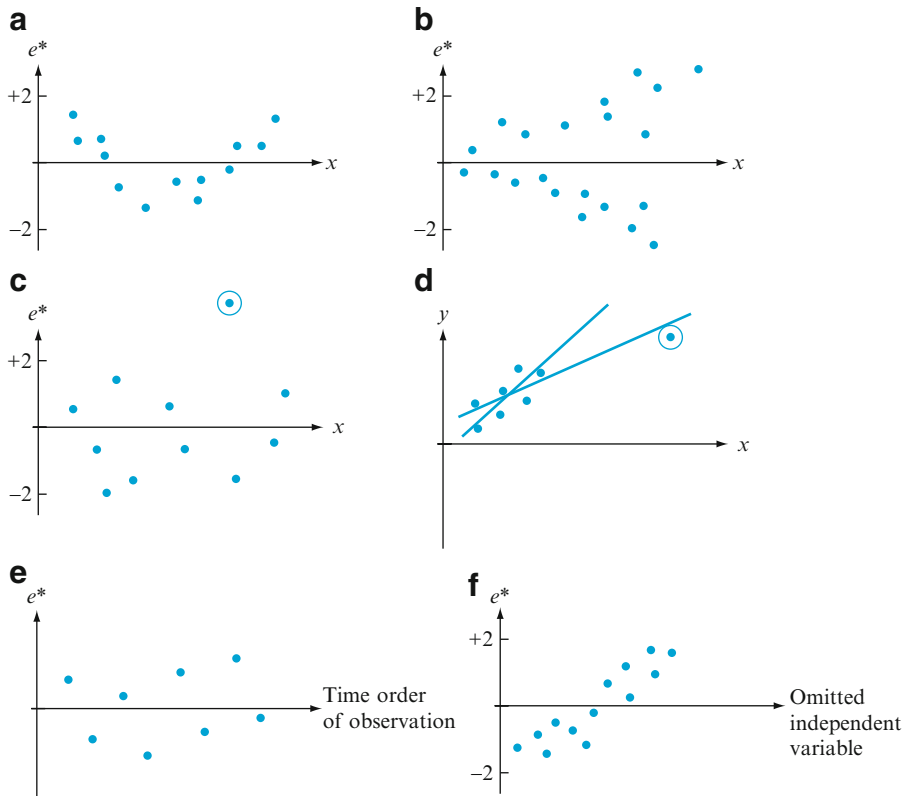 a
e*
+2
x
−2
b
e*
+2
x
−2
c
e*
+2
x
−2
d
y
x
e
e*
Time order
of observation
f
e*
+2
Omitted
independent
variable
−2